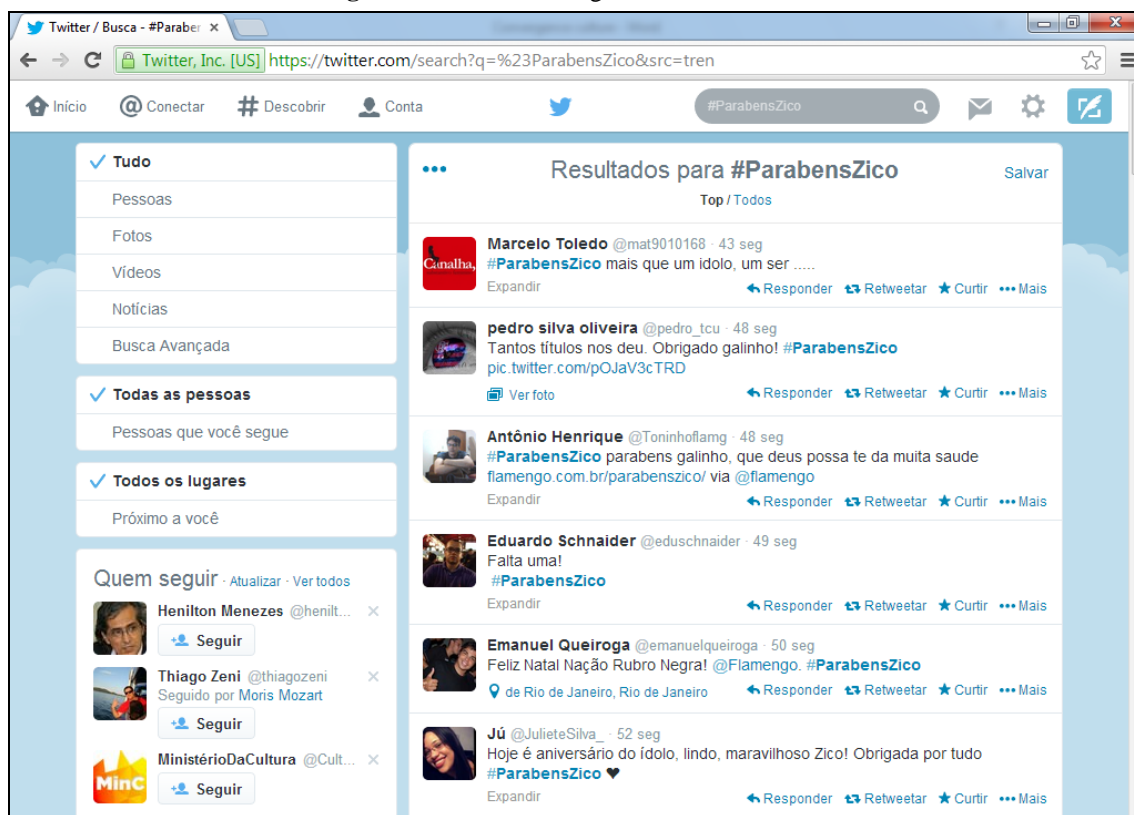 Twitter / Busca - #Paraber
Twitter, Inc. [US] https://twitter.com/search?q=%23ParabensZico&src=tren
Início Conectar Descobrir Conta #ParabensZico
Tudo
Pessoas
Fotos
Vídeos
Notícias
Busca Avançada
Todas as pessoas
Pessoas que você segue
Todos os lugares
Próximo a você
Quem seguir · Atualizar · Ver todos
Henilton Menezes @henilt...
Seguir
Thiago Zeni @thiagozeni
Seguido por Moris Mozart
Seguir
MinistérioDaCultura @Cult...
MinC
Seguir
Resultados para #ParabensZico
Salvar
Top / Todos
Canalha,
Marcelo Toledo @mat9010168 · 43 seg
#ParabensZico mais que um idolo, um ser .....
Expandir Responder Retweetar Curtir Mais
pedro silva oliveira @pedro_tcu · 48 seg
Tantos títulos nos deu. Obrigado galinho! #ParabensZico
pic.twitter.com/pOJaV3cTRD
Ver foto Responder Retweetar Curtir Mais
Antônio Henrique @Toninhoflamg · 48 seg
#ParabensZico parabens galinho, que deus possa te da muita saude
flamengo.com.br/parabenszico/ via @flamengo
Expandir Responder Retweetar Curtir Mais
Eduardo Schnaider @eduschnaider · 49 seg
Falta uma!
#ParabensZico
Expandir Responder Retweetar Curtir Mais
Emanuel Queiroga @emanuelqueiroga · 50 seg
Feliz Natal Nação Rubro Negra! @Flamengo. #ParabensZico
de Rio de Janeiro, Rio de Janeiro Responder Retweetar Curtir Mais
Jú @JulieteSilva_ · 52 seg
Hoje é aniversário do ídolo, lindo, maravilhoso Zico! Obrigada por tudo
#ParabensZico ♥
Expandir Responder Retweetar Curtir Mais